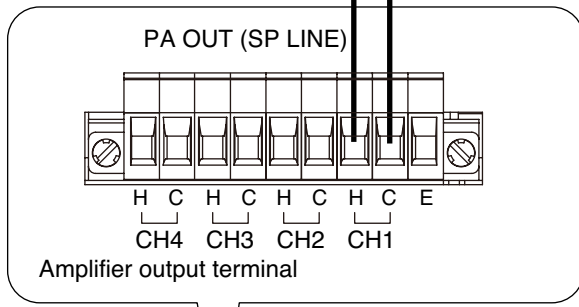 PA OUT (SP LINE)
H C H C H C H C E
CH4 CH3 CH2 CH1
Amplifier output terminal